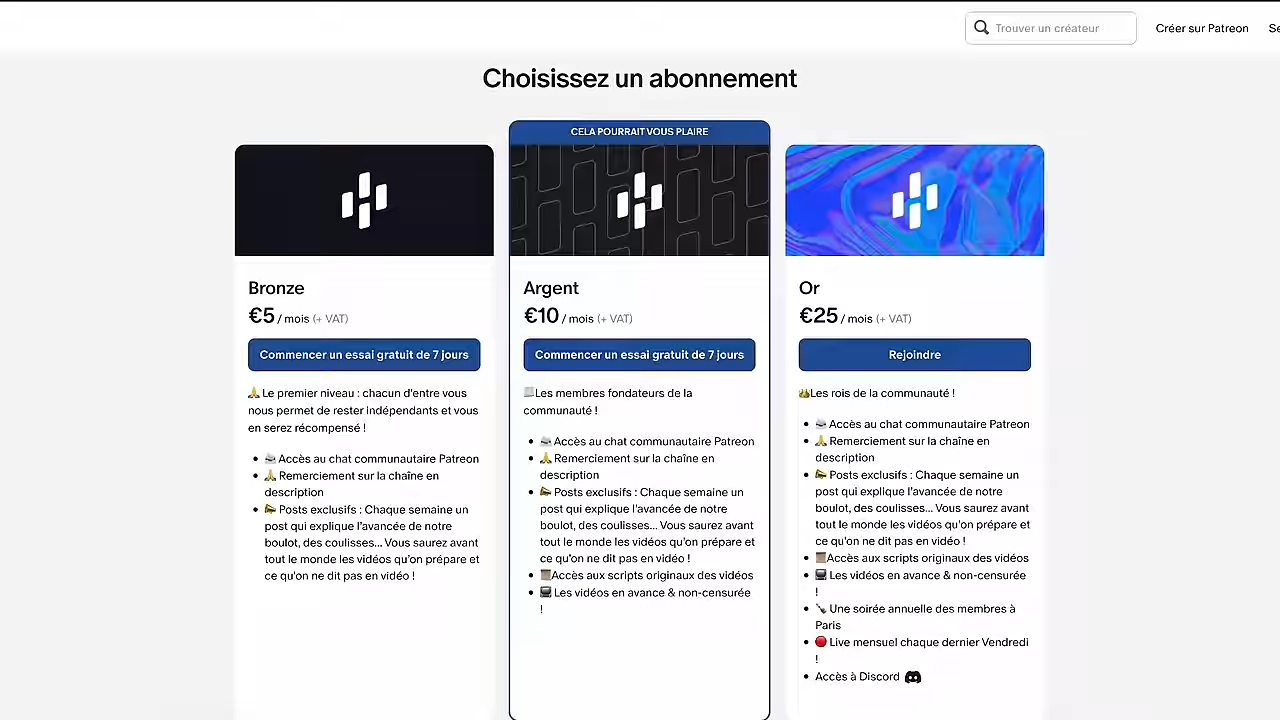 Trouver un créateur
Créer sur Patreon
Choisissez un abonnement
Bronze
€5 / mois (+ VAT)
Commencer un essai gratuit de 7 jours
🙏 Le premier niveau : chacun d'entre vous
nous permet de rester indépendants et vous
en serez récompensé !
Accès au chat communautaire Patreon
🙏 Remerciement sur la chaîne en
description
Posts exclusifs : Chaque semaine un
post qui explique l'avancée de notre
boulot, des coulisses... Vous saurez avant
tout le monde les vidéos qu'on prépare et
ce qu'on ne dit pas en vidéo !
CELA POURRAIT VOUS PLAIRE
Argent
€10 / mois (+ VAT)
Commencer un essai gratuit de 7 jours
Les membres fondateurs de la
communauté !
Accès au chat communautaire Patreon
🙏 Remerciement sur la chaîne en
description
Posts exclusifs : Chaque semaine un
post qui explique l'avancée de notre
boulot, des coulisses... Vous saurez avant
tout le monde les vidéos qu'on prépare et
ce qu'on ne dit pas en vidéo !
Accès aux scripts originaux des vidéos
Les vidéos en avance & non-censurée
!
Or
€25 / mois (+ VAT)
Rejoindre
Les rois de la communauté !
Accès au chat communautaire Patreon
🙏 Remerciement sur la chaîne en
description
Posts exclusifs : Chaque semaine un
post qui explique l'avancée de notre
boulot, des coulisses... Vous saurez avant
tout le monde les vidéos qu'on prépare et
ce qu'on ne dit pas en vidéo !
Accès aux scripts originaux des vidéos
Les vidéos en avance & non-censurée
!
Une soirée annuelle des membres à
Paris
🔴 Live mensuel chaque dernier Vendredi
!
Accès à Discord